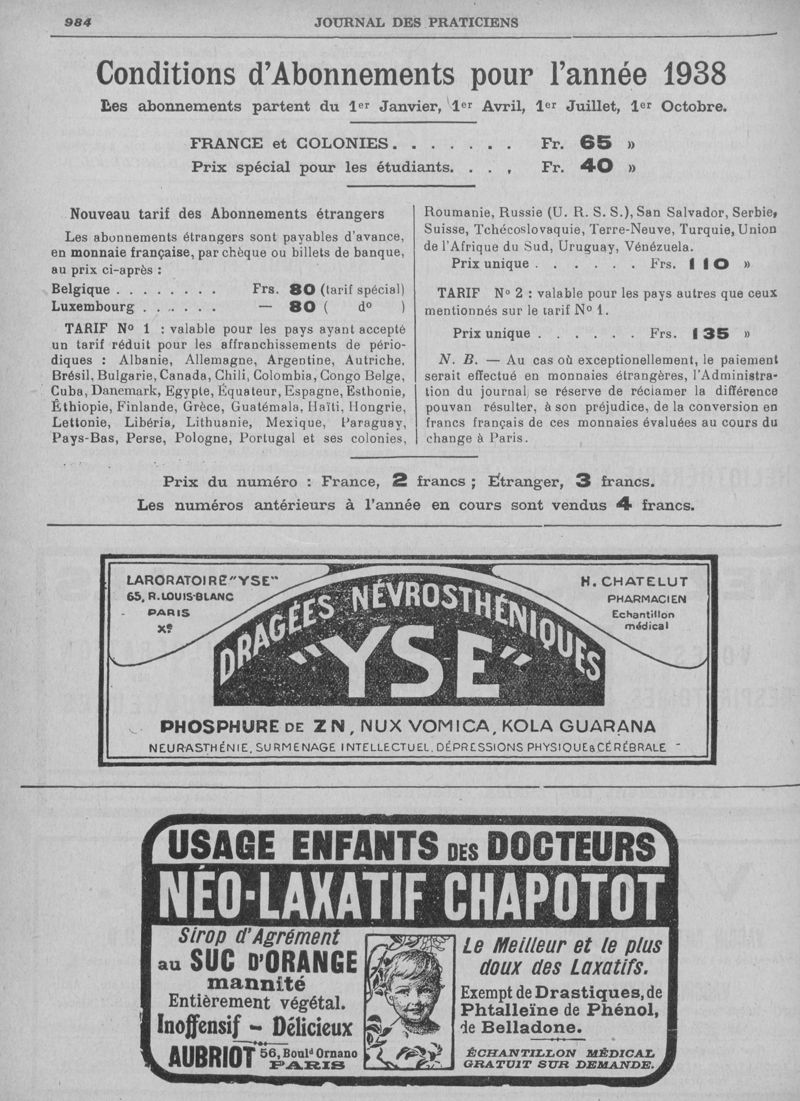 984
JOURNAL DES PRATICIENS
Conditions d'Abonnements pour l'année 1938
Les abonnements partent du 1er Janvier, 1er Avril, 1er Juillet, 1er Octobre.
FRANCE et COLONIES. . . . . . . Fr. 65 »
Prix spécial pour les étudiants. . . , Fr. 40 »
Nouveau tarif des Abonnements étrangers
Les abonnements étrangers sont payables d'avance,
en monnaie française, par chèque ou billets de banque,
au prix ci-après :
Belgique . . . . . . . . Frs. 80 (tarif spécial)
Luxembourg . . . . . . — 80 ( do )
TARIF No 1 : valable pour les pays ayant accepté
un tarif réduit pour les affranchissements de pério-
diques : Albanie, Allemagne, Argentine, Autriche,
Brésil, Bulgarie, Canada, Chili, Colombia, Congo Belge,
Cuba, Danemark, Egypte, Équateur, Espagne, Esthonie,
Éthiopie, Finlande, Grèce, Guatémala, Haïti, Hongrie,
Lettonie, Libéria, Lithuanie, Mexique, Paraguay,
Pays-Bas, Perse, Pologne, Portugal et ses colonies,
Roumanie, Russie (U. R. S. S.), San Salvador, Serbie,
Suisse, Tchécoslovaquie, Terre-Neuve, Turquie, Union
de l'Afrique du Sud, Uruguay, Vénézuela.
Prix unique . . . . . . Frs. 110 »
TARIF No 2 : valable pour les pays autres que ceux
mentionnés sur le tarif No 1.
Prix unique . . . . . . Frs. 135 »
N. B. — Au cas où exceptionellement, le paiement
serait effectué en monnaies étrangères, l'Administra-
tion du journal se réserve de réclamer la différence
pouvan résulter, à son préjudice, de la conversion en
francs français de ces monnaies évaluées au cours du
change à Paris.
Prix du numéro : France, 2 francs ; Étranger, 3 francs.
Les numéros antérieurs à l'année en cours sont vendus 4 francs.
LARORATOIRE "YSE"
65, R. LOUIS-BLANC
PARIS
Xe
H. CHATELUT
PHARMACIEN
Echantillon
médical
DRAGÉES NÉVROSTHÉNIQUES
"YSE"
PHOSPHURE DE ZN, NUX VOMICA, KOLA GUARANA
NEURASTHÉNIE, SURMENAGE INTELLECTUEL, DÉPRESSIONS PHYSIQUE & CÉRÉBRALE
USAGE ENFANTS DES DOCTEURS
NÉO-LAXATIF CHAPOTOT
Sirop d'Agrément
au SUC D'ORANGE
mannité
Entièrement végétal.
Inoffensif - Délicieux
AUBRIOT 56, Bould Ornano
PARIS
Le Meilleur et le plus
doux des Laxatifs.
Exempt de Drastiques, de
Phtalleïne de Phénol,
de Belladone.
ÉCHANTILLON MÉDICAL
GRATUIT SUR DEMANDE.